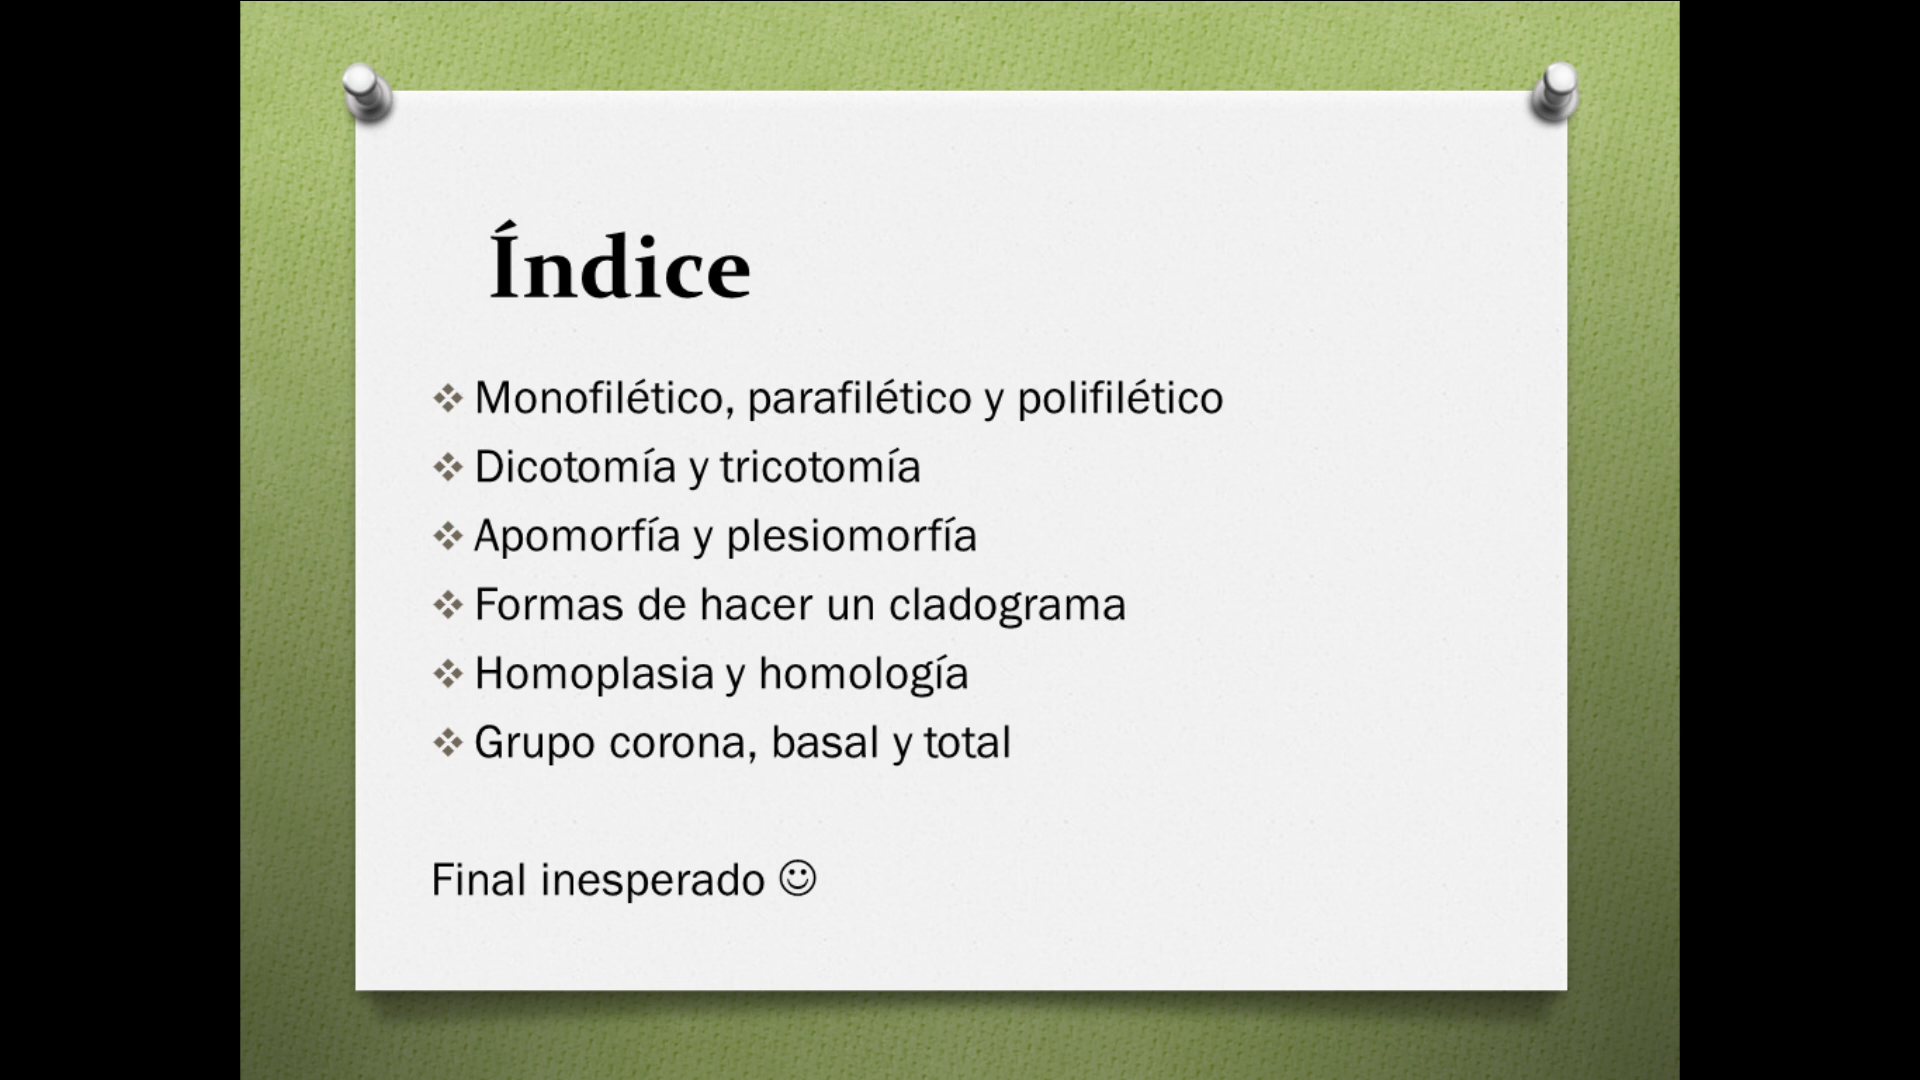 Índice
❖ Monofilético, parafilético y polifilético
❖ Dicotomía y tricotomía
❖ Apomorfía y plesiomorfía
❖ Formas de hacer un cladograma
❖ Homoplasia y homología
❖ Grupo corona, basal y total
Final inesperado ☺